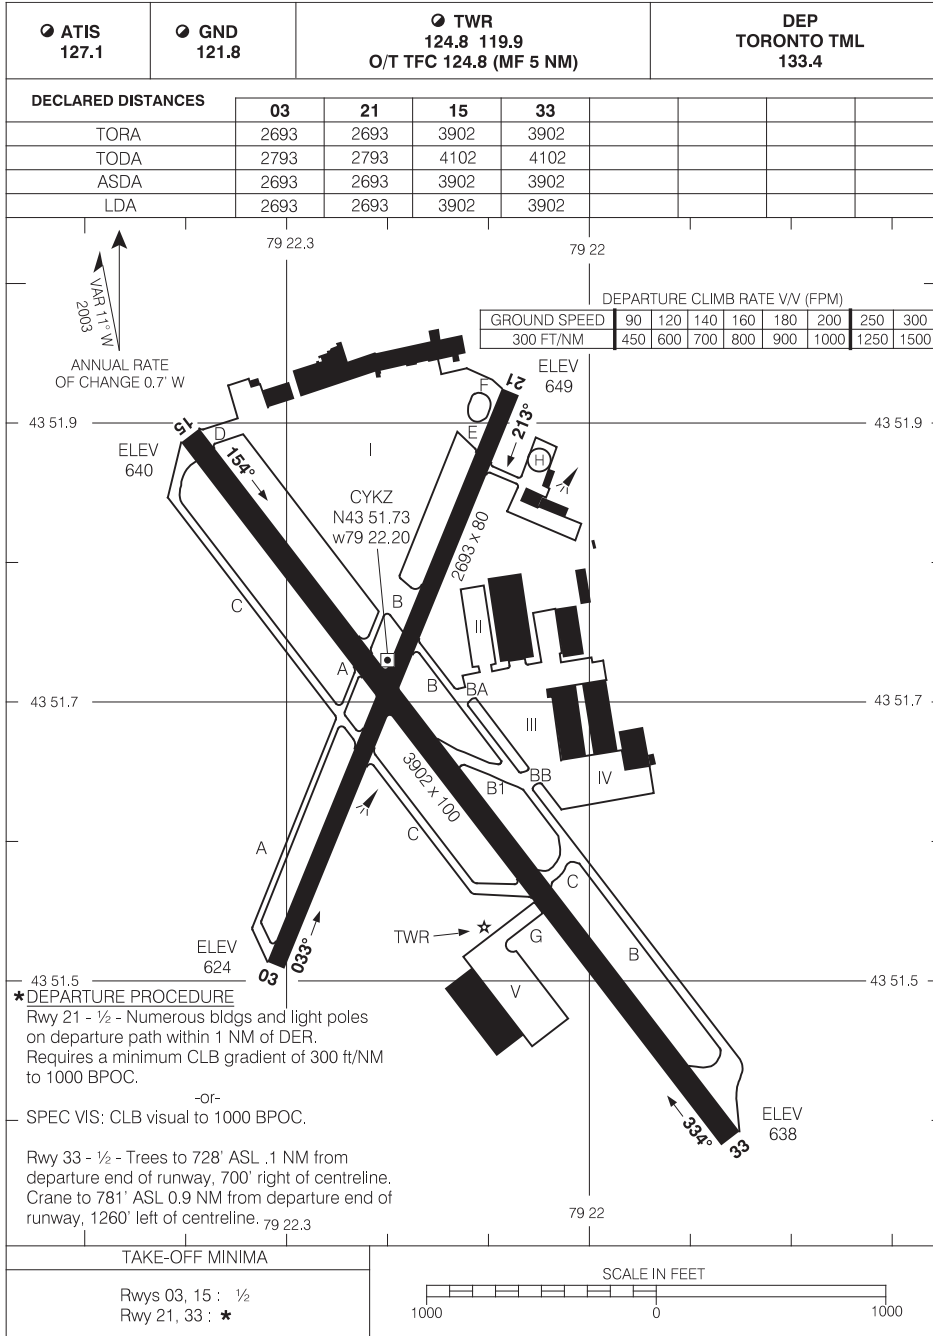 ATIS
127.1
GND
121.8
TWR
124.8 119.9
O/T TFC 124.8 (MF 5 NM)
DEP
TORONTO TML
133.4
DECLARED DISTANCES 03 21 15 33
TORA 2693 2693 3902 3902
TODA 2793 2793 4102 4102
ASDA 2693 2693 3902 3902
LDA 2693 2693 3902 3902
79 22.3
79 22
VAR 11° W
2003
ANNUAL RATE
OF CHANGE 0.7' W
DEPARTURE CLIMB RATE V/V (FPM)
GROUND SPEED 90 120 140 160 180 200 250 300
300 FT/NM 450 600 700 800 900 1000 1250 1500
ELEV
649
21
F
43 51.9
43 51.9
15
D
E
213°
ELEV
640
154°
I
H
CYKZ
N43 51.73
w79 22.20
2693 x 80
C
B
II
A
B
BA
43 51.7
43 51.7
III
3902 x 100
B1
BB
IV
A
C
C
TWR
G
B
ELEV
624
033°
03
V
43 51.5
43 51.5
*DEPARTURE PROCEDURE
Rwy 21 - ½ - Numerous bldgs and light poles
on departure path within 1 NM of DER.
Requires a minimum CLB gradient of 300 ft/NM
to 1000 BPOC.
-or-
SPEC VIS: CLB visual to 1000 BPOC.
Rwy 33 - ½ - Trees to 728' ASL .1 NM from
departure end of runway, 700' right of centreline.
Crane to 781' ASL 0.9 NM from departure end of
runway, 1260' left of centreline.
334°
33
ELEV
638
79 22.3
79 22
TAKE-OFF MINIMA
Rwys 03, 15 : ½
Rwy 21, 33 : *
SCALE IN FEET
1000 0 1000